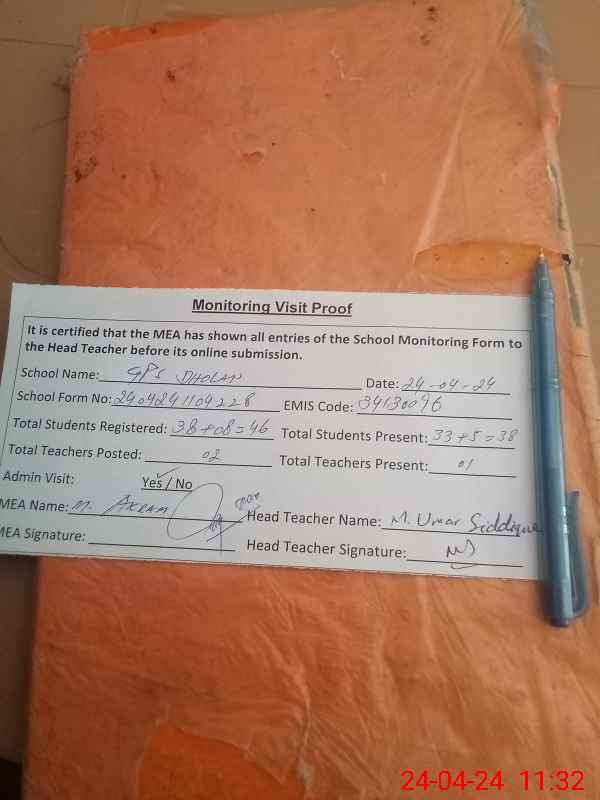 Monitoring Visit Proof
It is certified that the MEA has shown all entries of the School Monitoring Form to
the Head Teacher before its online submission.
School Name: GPS DHOLAN Date: 24-04-24
School Form No: 2404241104228 EMIS Code: 34130096
Total Students Registered: 38+08=46 Total Students Present: 33+5=38
Total Teachers Posted: 02 Total Teachers Present: 01
Admin Visit: Yes / No
MEA Name: M. AKRAM Head Teacher Name: M. Umar Siddique
MEA Signature: Head Teacher Signature:
24-04-24 11:32